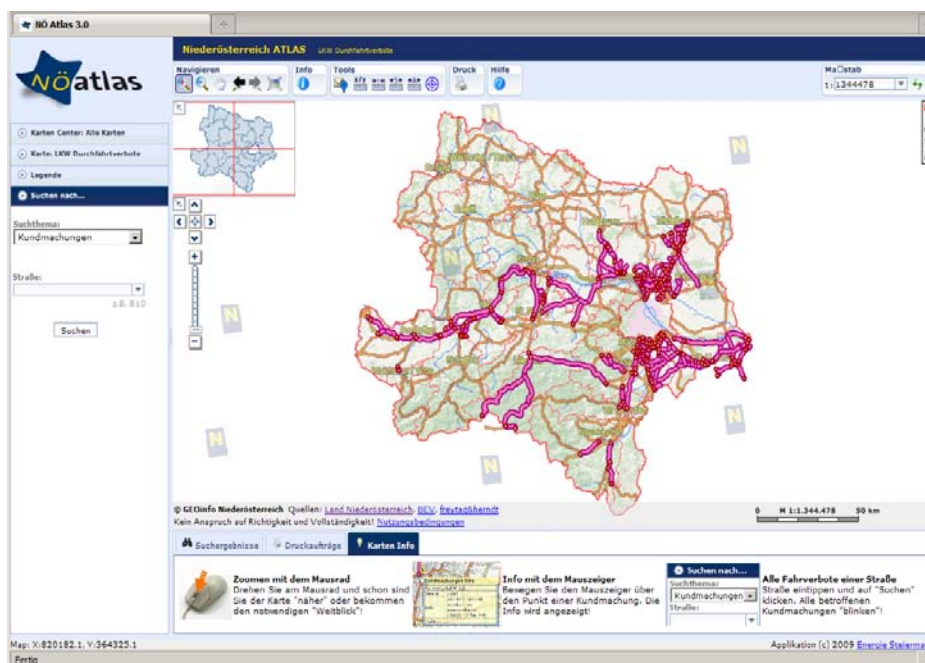 NÖ Atlas 3.0
NÖatlas
Niederösterreich ATLAS LKW Durchfahrtverbote
Navigieren Info Tools Druck Hilfe
Ma□stab
1: 1344478
Karten Center: Alle Karten
Karte: LKW Durchfahrtverbote
Legende
Suchen nach...
Suchthema:
Kundmachungen
Straße:
z.B. B10
Suchen
© GEOinfo Niederösterreich Quellen: Land Niederösterreich, BEV, freytag&berndt
Kein Anspruch auf Richtigkeit und Vollständigkeit! Nutzungsbedingungen
0 M 1:1.344.478 50 km
Suchergebnisse Druckaufträge Karten Info
Zoomen mit dem Mausrad
Drehen Sie am Mausrad und schon sind
Sie der Karte "näher" oder bekommen
den notwendigen "Weitblick"!
Info mit dem Mauszeiger
Bewegen Sie den Mauszeiger über
den Punkt einer Kundmachung. Die
Info wird angezeigt!
Suchen nach...
Suchthema:
Kundmachungen
Straße:
Alle Fahrverbote einer Straße
Straße eintippen und auf "Suchen"
klicken. Alle betroffenen
Kundmachungen "blinken"!
Map: X:820182.1, Y:364325.1
Applikation (c) 2009 Energie Steierma
Fertig